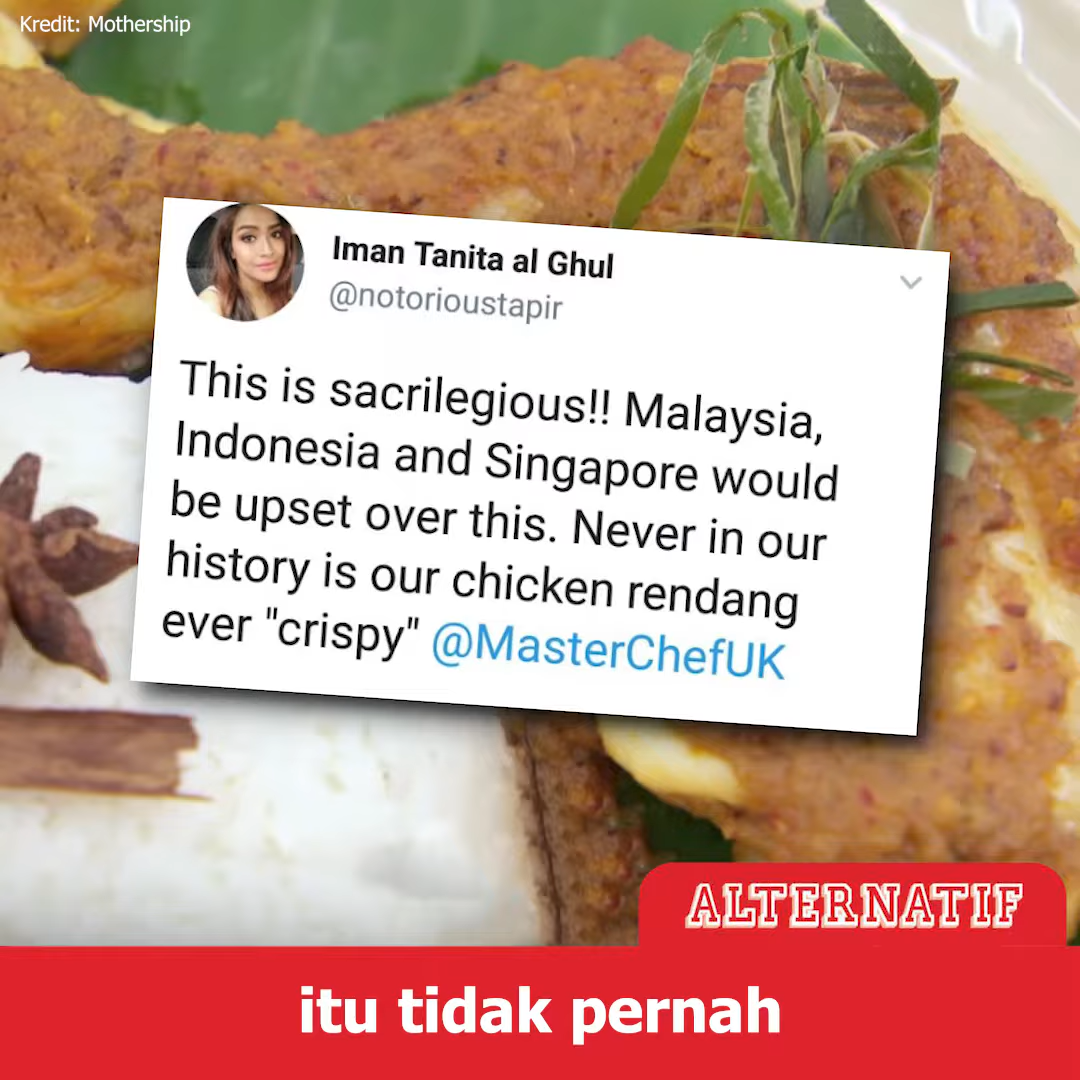 Kredit: Mothership
Iman Tanita al Ghul
@notorioustapir
This is sacrilegious!! Malaysia,
Indonesia and Singapore would
be upset over this. Never in our
history is our chicken rendang
ever "crispy" @MasterChefUK
ALTERNATIF
itu tidak pernah